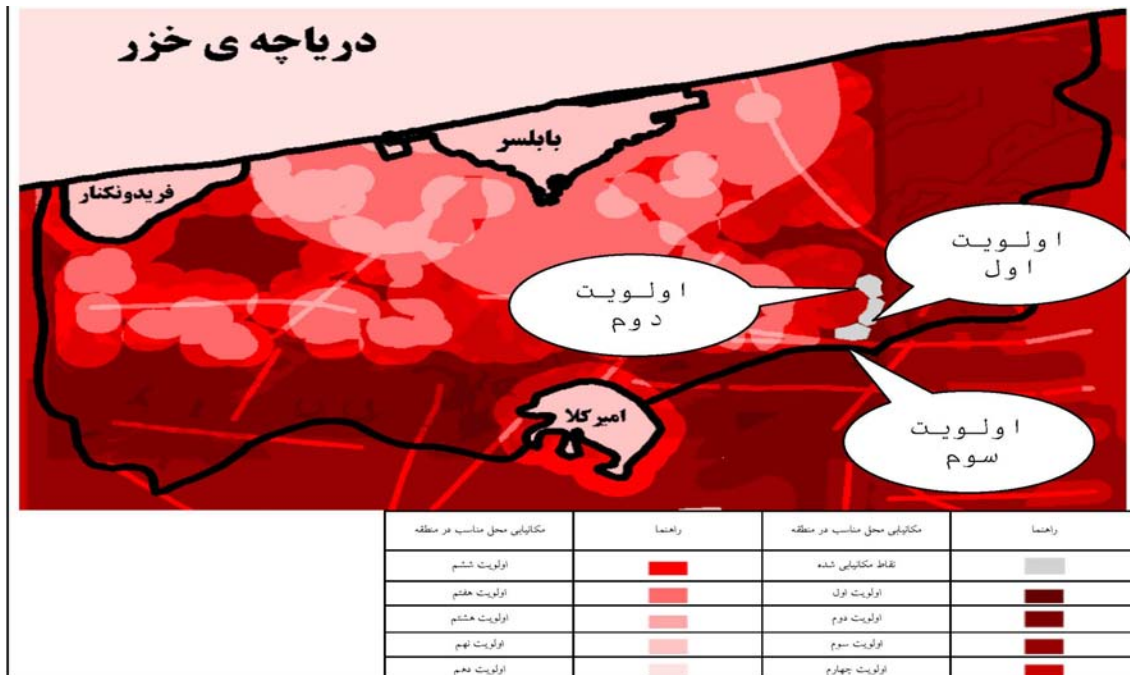 دریاچه ی خزر
بابلسر
فریدونکنار
اولویت
اول
اولویت
دوم
امیرکلا
اولویت
سوم
راهنما مکانیابی محل مناسب در منطقه راهنما مکانیابی محل مناسب در منطقه
نقاط مکانیابی شده اولویت ششم
اولویت اول اولویت هفتم
اولویت دوم اولویت هشتم
اولویت سوم اولویت نهم
اولویت چهارم اولویت دهم